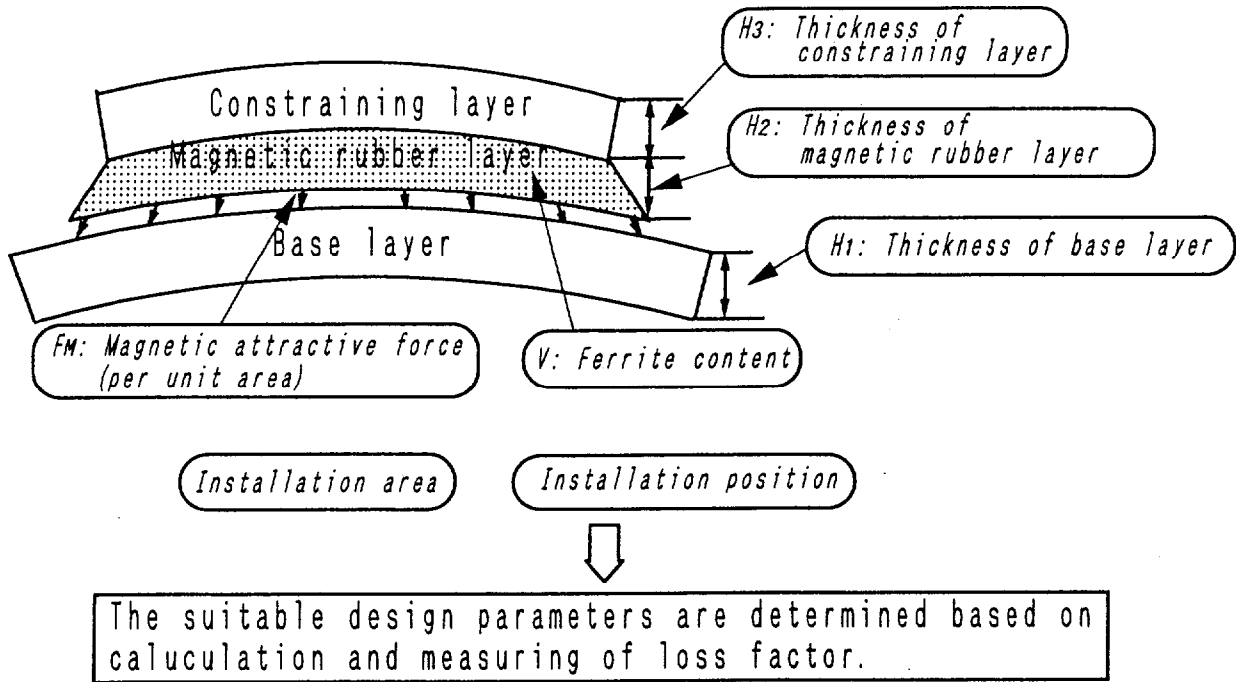 H3: Thickness of
constraining layer
Constraining layer
H2: Thickness of
magnetic rubber layer
Magnetic rubber layer
Base layer
H1: Thickness of base layer
FM: Magnetic attractive force
(per unit area)
V: Ferrite content
Installation area
Installation position
The suitable design parameters are determined based on
caluculation and measuring of loss factor.